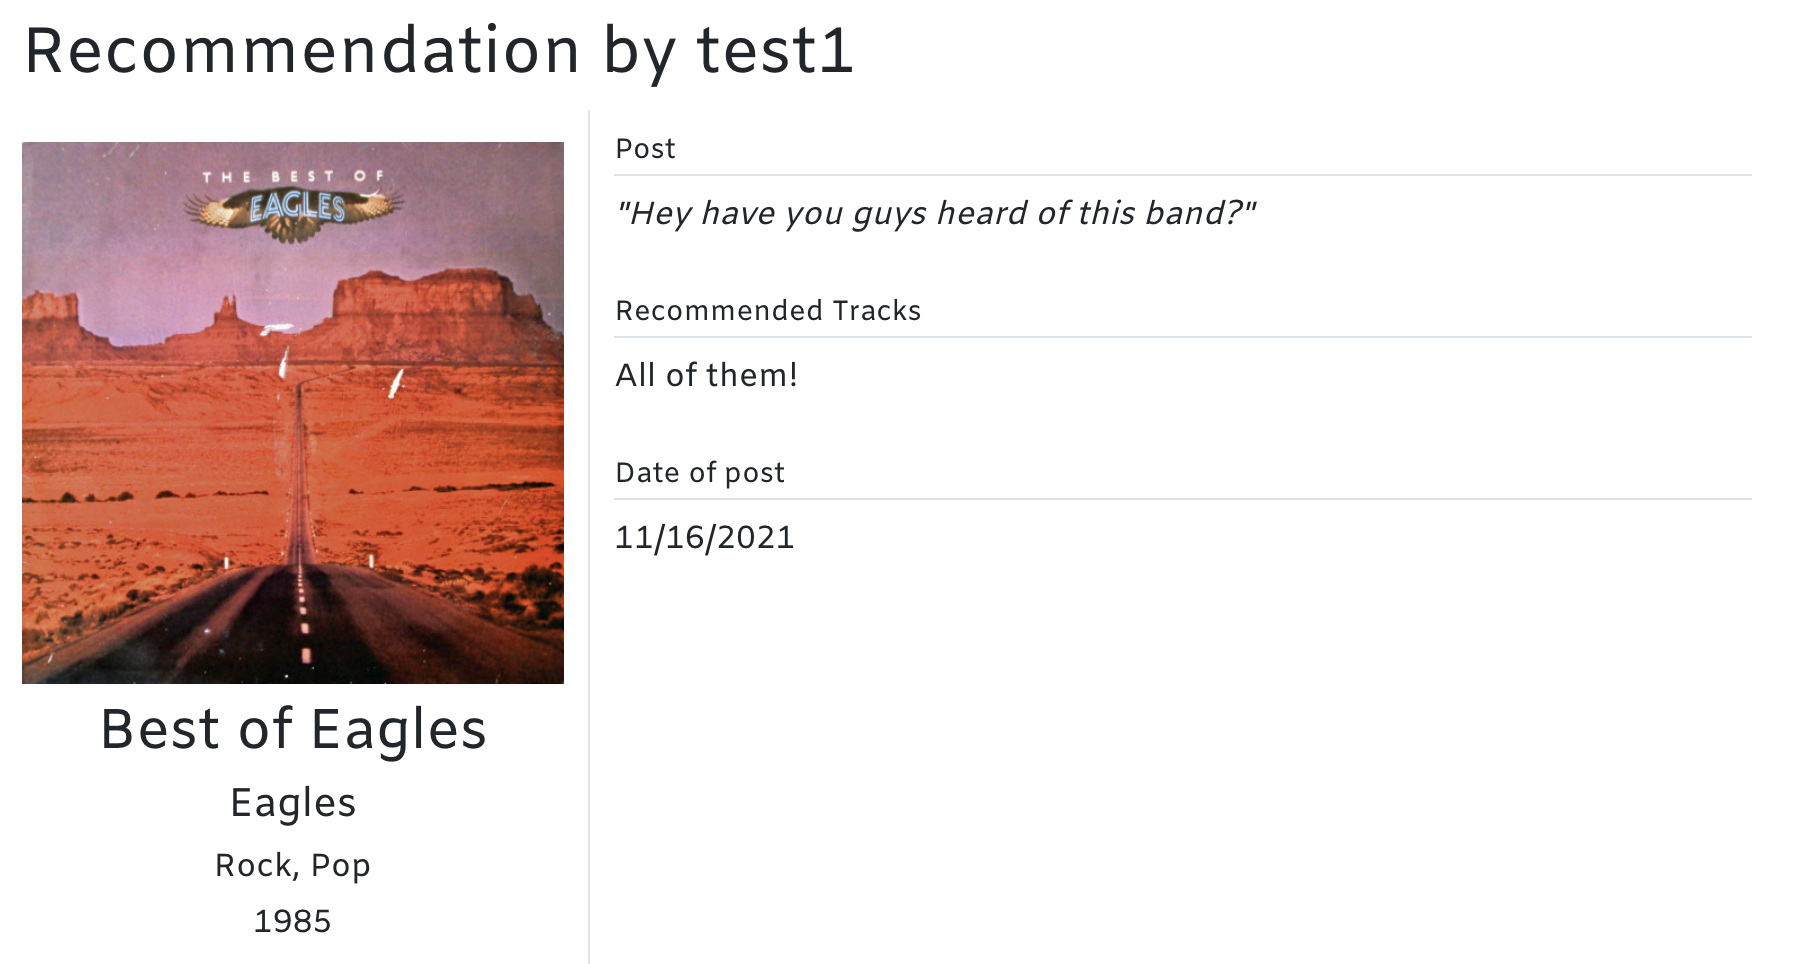 Recommendation by test1
THE BEST OF
EAGLES
Best of Eagles
Eagles
Rock, Pop
1985
Post
"Hey have you guys heard of this band?"
Recommended Tracks
All of them!
Date of post
11/16/2021